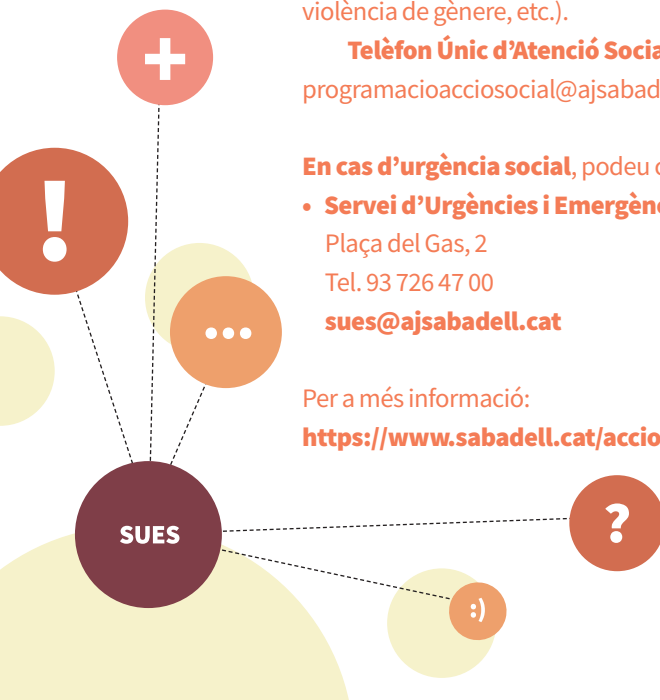 violència de gènere, etc.).
Telèfon Únic d’Atenció Socia
programacioacciosocial@ajsabad
En cas d’urgència social, podeu
• Servei d’Urgències i Emergènc
Plaça del Gas, 2
Tel. 93 726 47 00
sues@ajsabadell.cat
Per a més informació:
https://www.sabadell.cat/accio
+
!
...
SUES
?
:)